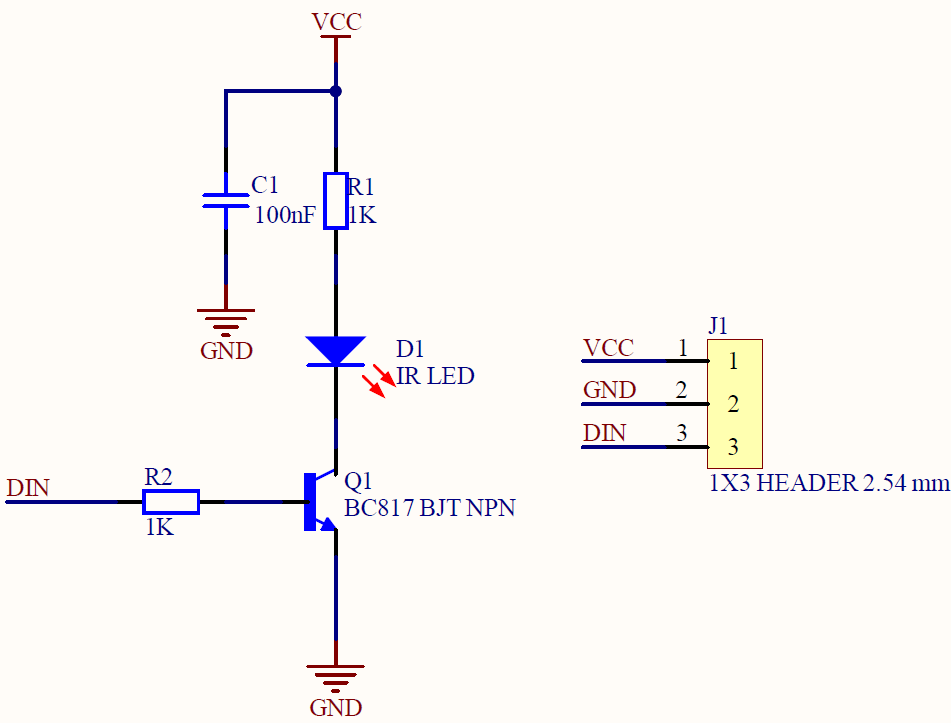 VCC
C1
100nF
R1
1K
GND
D1
IR LED
DIN
R2
1K
Q1
BC817 BJT NPN
GND
J1
VCC 1 1
GND 2 2
DIN 3 3
1X3 HEADER 2.54 mm